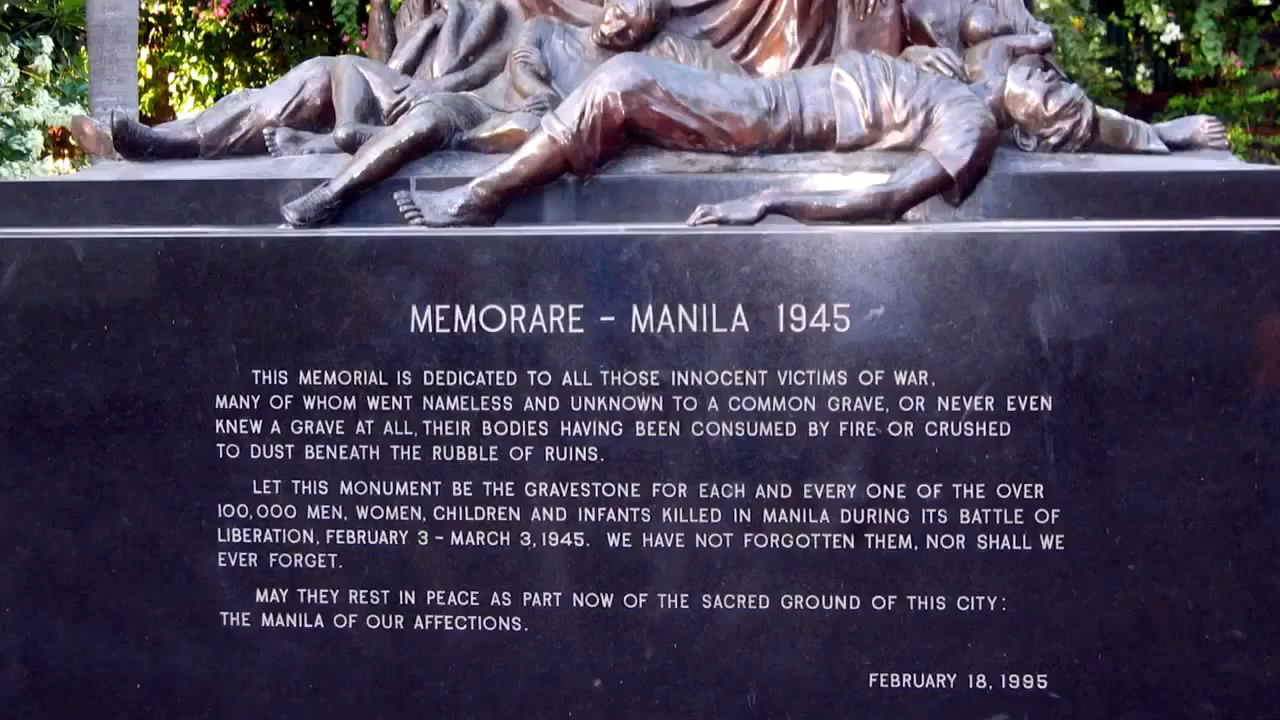 MEMORARE - MANILA 1945
THIS MEMORIAL IS DEDICATED TO ALL THOSE INNOCENT VICTIMS OF WAR,
MANY OF WHOM WENT NAMELESS AND UNKNOWN TO A COMMON GRAVE, OR NEVER EVEN
KNEW A GRAVE AT ALL, THEIR BODIES HAVING BEEN CONSUMED BY FIRE OR CRUSHED
TO DUST BENEATH THE RUBBLE OF RUINS.
LET THIS MONUMENT BE THE GRAVESTONE FOR EACH AND EVERY ONE OF THE OVER
100,000 MEN, WOMEN, CHILDREN AND INFANTS KILLED IN MANILA DURING ITS BATTLE OF
LIBERATION, FEBRUARY 3 - MARCH 3, 1945. WE HAVE NOT FORGOTTEN THEM, NOR SHALL WE
EVER FORGET.
MAY THEY REST IN PEACE AS PART NOW OF THE SACRED GROUND OF THIS CITY:
THE MANILA OF OUR AFFECTIONS.
FEBRUARY 18, 1995